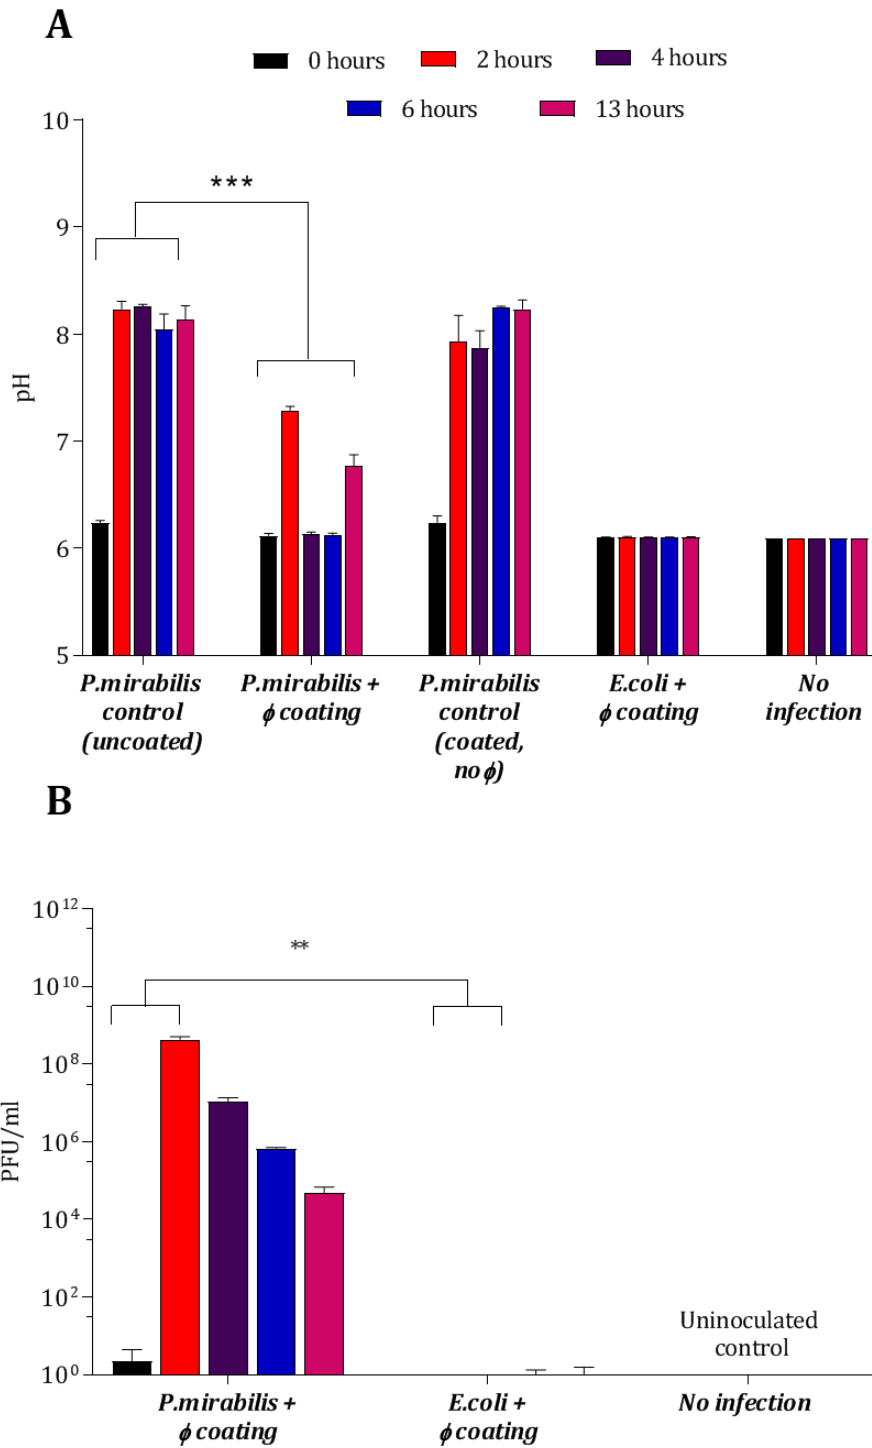 A
0 hours
2 hours
4 hours
6 hours
13 hours
10
9
8
7
6
5
pH
***
P.mirabilis
control
(uncoated)
P.mirabilis +
ϕ coating
P.mirabilis
control
(coated,
no ϕ)
E.coli +
ϕ coating
No
infection
B
10¹²
10¹⁰
10⁸
10⁶
10⁴
10²
10⁰
PFU/ml
**
Uninoculated
control
P.mirabilis +
ϕ coating
E.coli +
ϕ coating
No infection